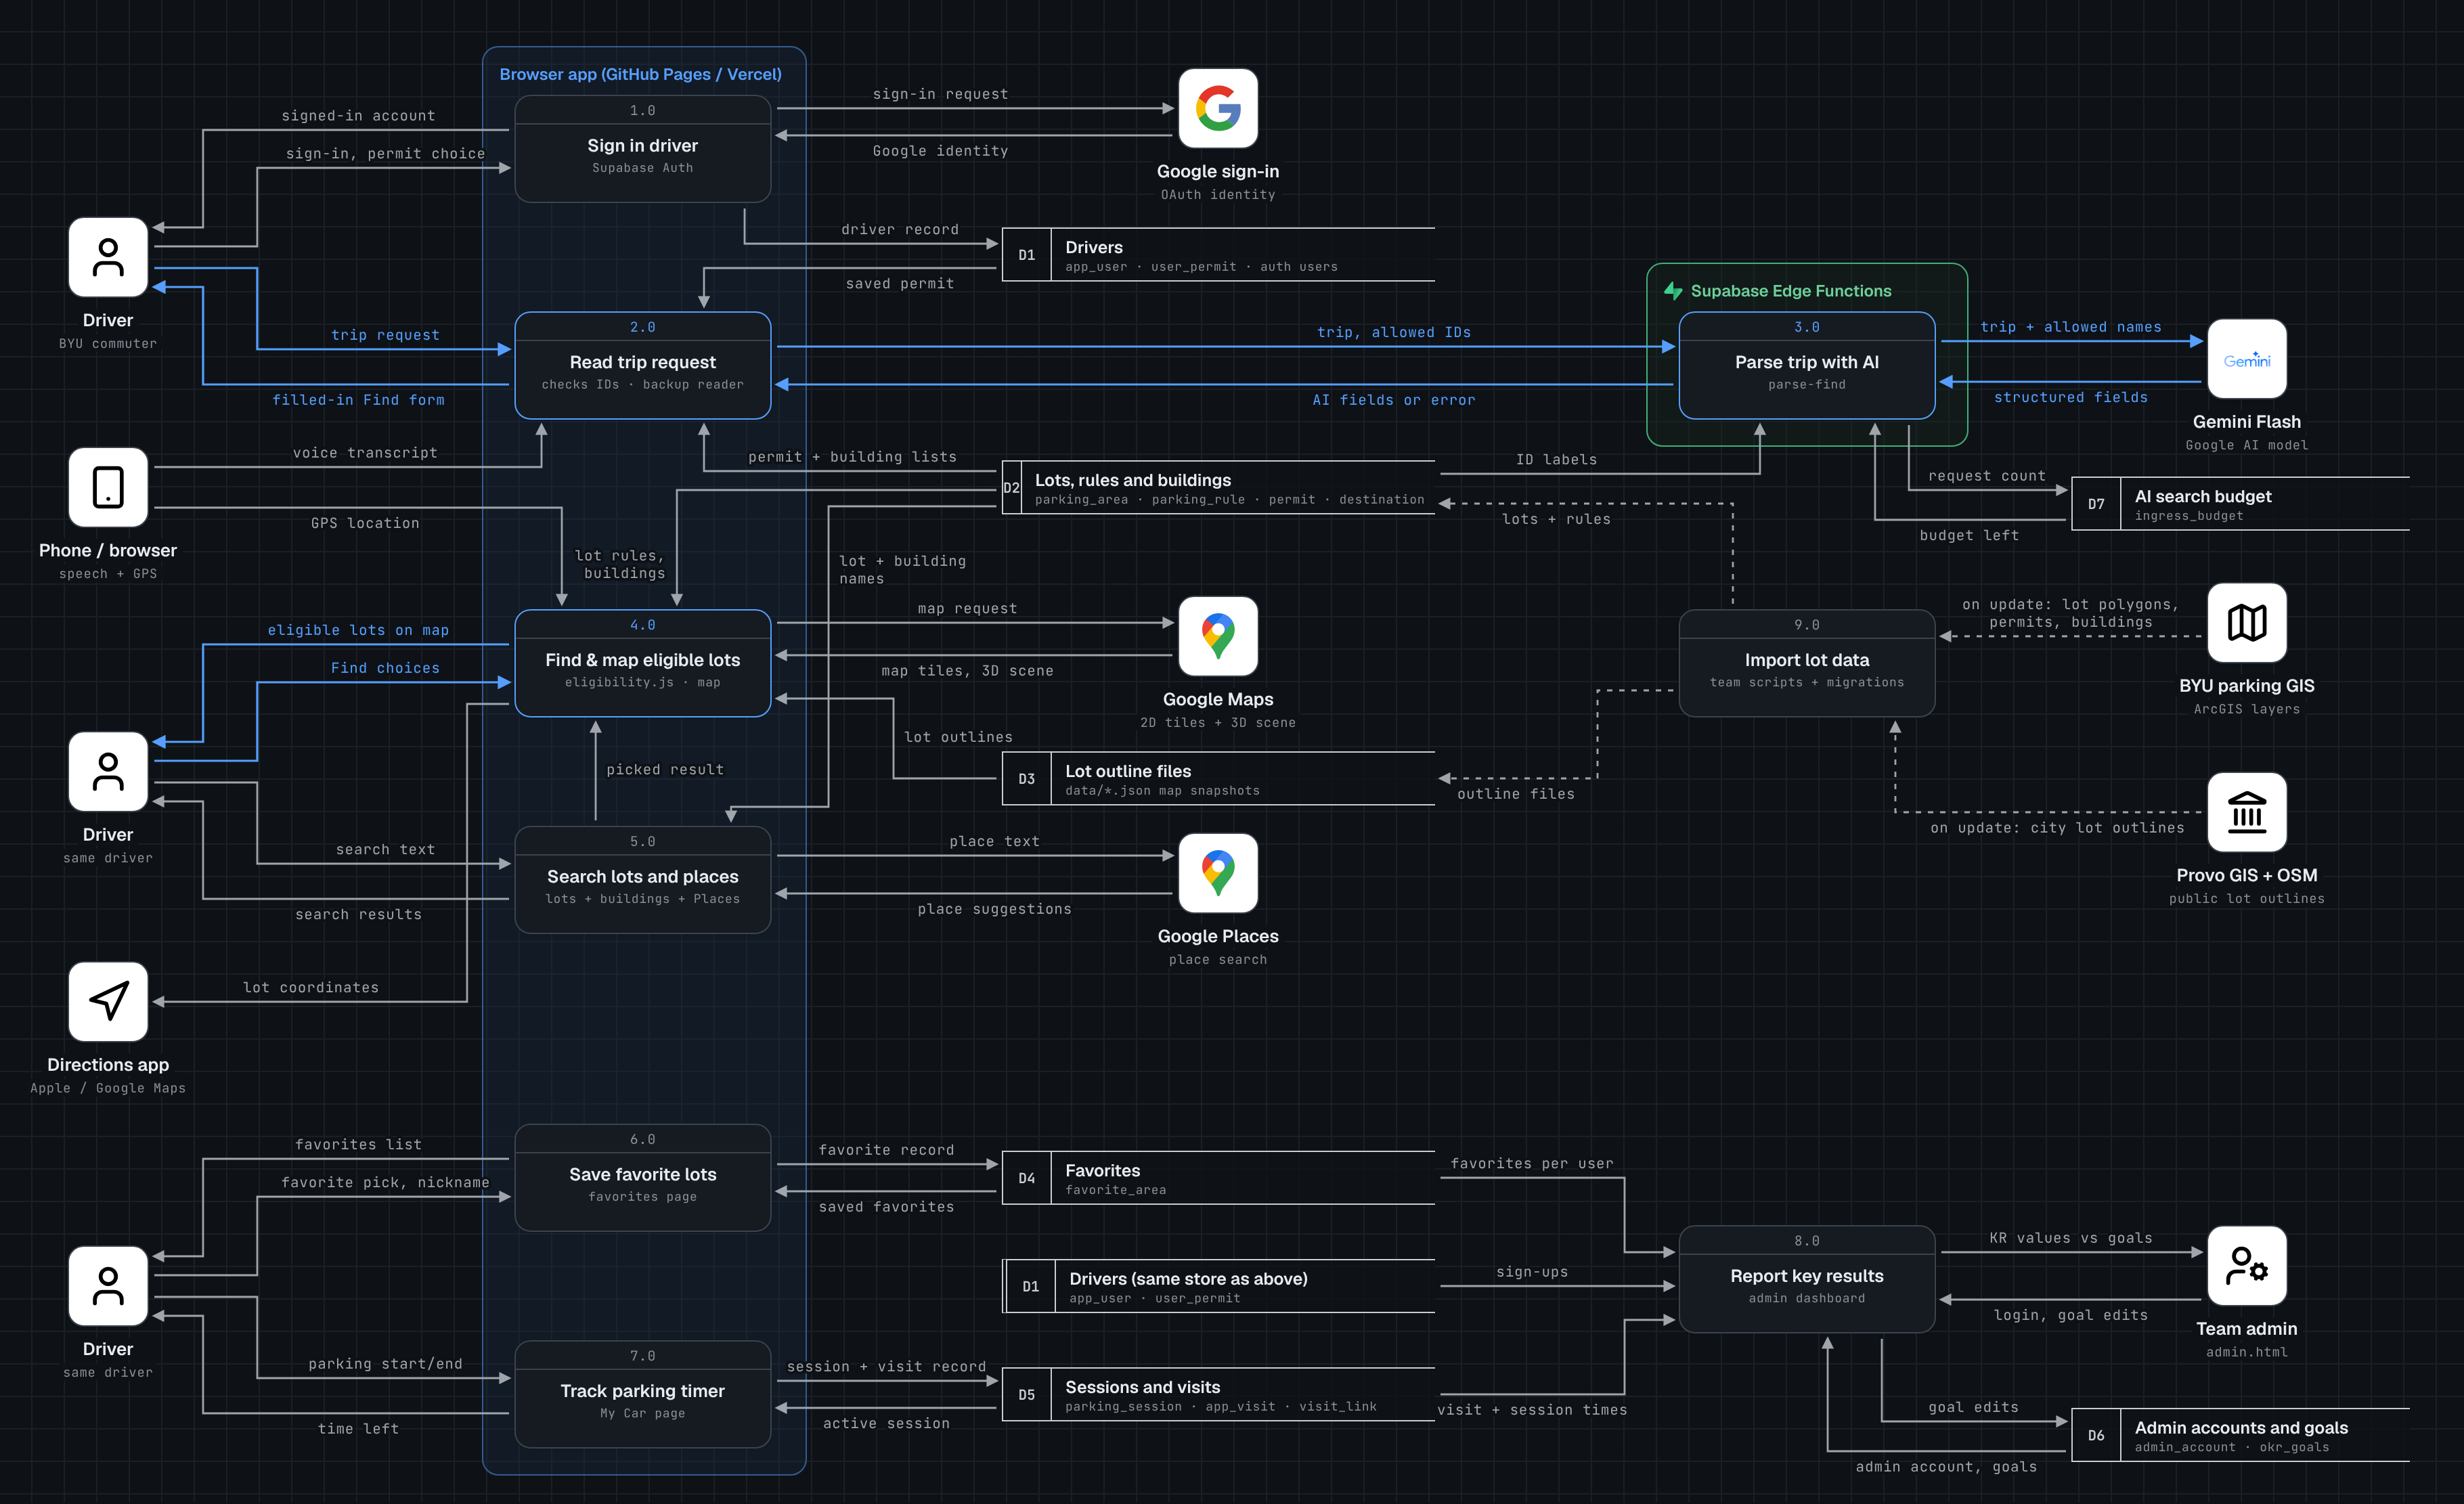 Browser app (GitHub Pages / Vercel)
1.0
Sign in driver
Supabase Auth
signed-in account
sign-in, permit choice
sign-in request
Google identity
Google sign-in
OAuth identity
Driver
BYU commuter
driver record
saved permit
D1
Drivers
app_user · user_permit · auth users
trip request
filled-in Find form
2.0
Read trip request
checks IDs · backup reader
trip, allowed IDs
AI fields or error
Supabase Edge Functions
3.0
Parse trip with AI
parse-find
trip + allowed names
structured fields
Gemini
Gemini Flash
Google AI model
voice transcript
GPS location
Phone / browser
speech + GPS
permit + building lists
D2
Lots, rules and buildings
parking_area · parking_rule · permit · destination
ID labels
lots + rules
request count
budget left
D7
AI search budget
ingress_budget
lot rules,
buildings
lot + building
names
eligible lots on map
Find choices
4.0
Find & map eligible lots
eligibility.js · map
map request
map tiles, 3D scene
Google Maps
2D tiles + 3D scene
9.0
Import lot data
team scripts + migrations
on update: lot polygons,
permits, buildings
BYU parking GIS
ArcGIS layers
lot outlines
D3
Lot outline files
data/*.json map snapshots
outline files
on update: city lot outlines
Provo GIS + OSM
public lot outlines
picked result
Driver
same driver
search text
search results
5.0
Search lots and places
lots + buildings + Places
place text
place suggestions
Google Places
place search
lot coordinates
Directions app
Apple / Google Maps
favorites list
favorite pick, nickname
6.0
Save favorite lots
favorites page
favorite record
saved favorites
D4
Favorites
favorite_area
favorites per user
D1
Drivers (same store as above)
app_user · user_permit
sign-ups
8.0
Report key results
admin dashboard
KR values vs goals
login, goal edits
Team admin
admin.html
Driver
same driver
parking start/end
time left
7.0
Track parking timer
My Car page
session + visit record
active session
D5
Sessions and visits
parking_session · app_visit · visit_link
visit + session times
goal edits
admin account, goals
D6
Admin accounts and goals
admin_account · okr_goals